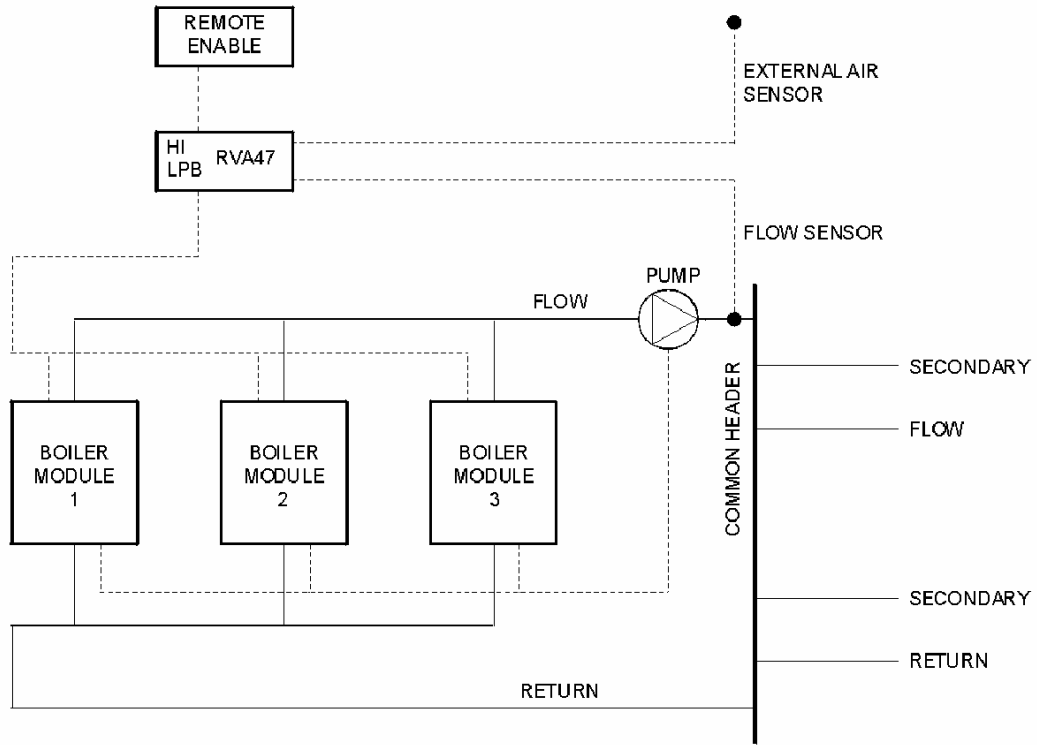 REMOTE
ENABLE
EXTERNAL AIR
SENSOR
HI
LPB
RVA47
FLOW SENSOR
PUMP
FLOW
COMMON HEADER
SECONDARY
FLOW
BOILER
MODULE
1
BOILER
MODULE
2
BOILER
MODULE
3
SECONDARY
RETURN
RETURN